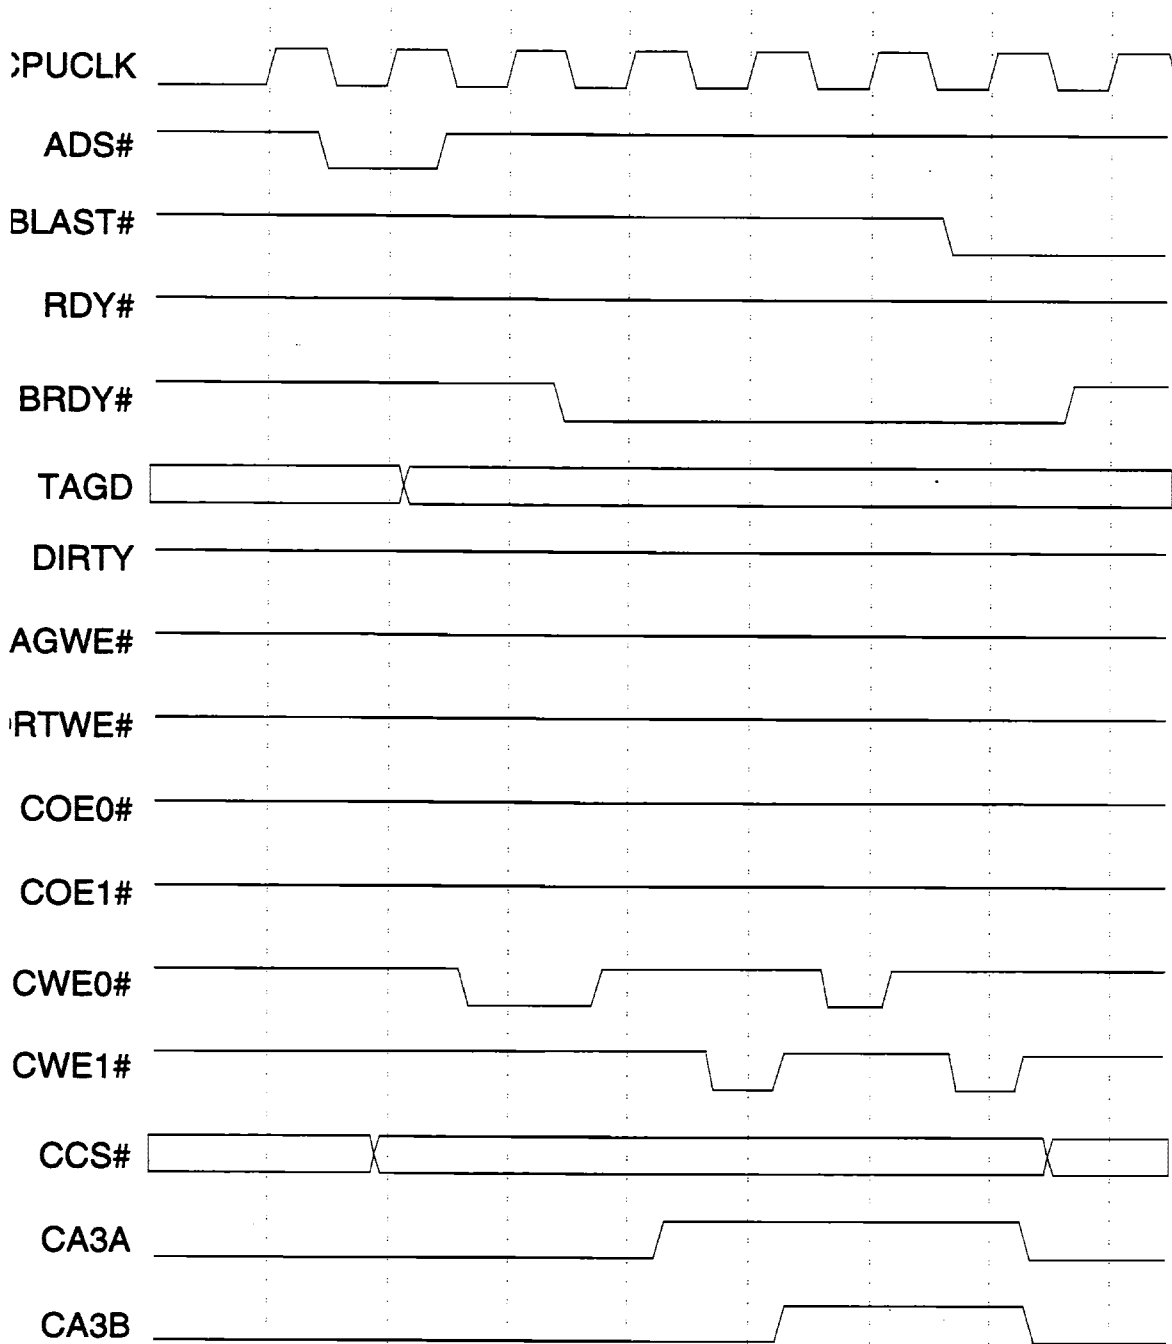 PUCLK
ADS#
BLAST#
RDY#
BRDY#
TAGD
DIRTY
AGWE#
RTWE#
COE0#
COE1#
CWE0#
CWE1#
CCS#
CA3A
CA3B